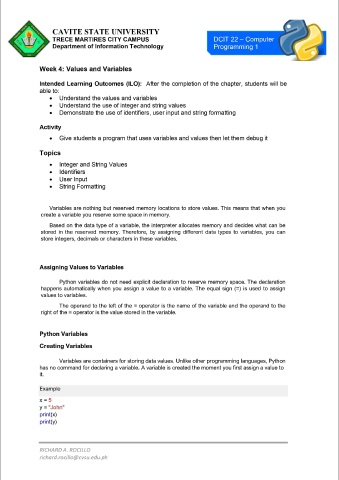 CAVITE STATE UNIVERSITY
TRECE MARTIRES CITY CAMPUS
Department of Information Technology
DCIT 22 – Computer
Programming 1
Week 4: Values and Variables
Intended Learning Outcomes (ILO): After the completion of the chapter, students will be
able to:
• Understand the values and variables
• Understand the use of integer and string values
• Demonstrate the use of identifiers, user input and string formatting
Activity
• Give students a program that uses variables and values then let them debug it
Topics
• Integer and String Values
• Identifiers
• User Input
• String Formatting
Variables are nothing but reserved memory locations to store values. This means that when you
create a variable you reserve some space in memory.
Based on the data type of a variable, the interpreter allocates memory and decides what can be
stored in the reserved memory. Therefore, by assigning different data types to variables, you can
store integers, decimals or characters in these variables.
Assigning Values to Variables
Python variables do not need explicit declaration to reserve memory space. The declaration
happens automatically when you assign a value to a variable. The equal sign (=) is used to assign
values to variables.
The operand to the left of the = operator is the name of the variable and the operand to the
right of the = operator is the value stored in the variable.
Python Variables
Creating Variables
Variables are containers for storing data values. Unlike other programming languages, Python
has no command for declaring a variable. A variable is created the moment you first assign a value to
it.
Example
x = 5
y = "John"
print(x)
print(y)
RICHARD A. ROCILLO
richard.rocillo@cvsu.edu.ph